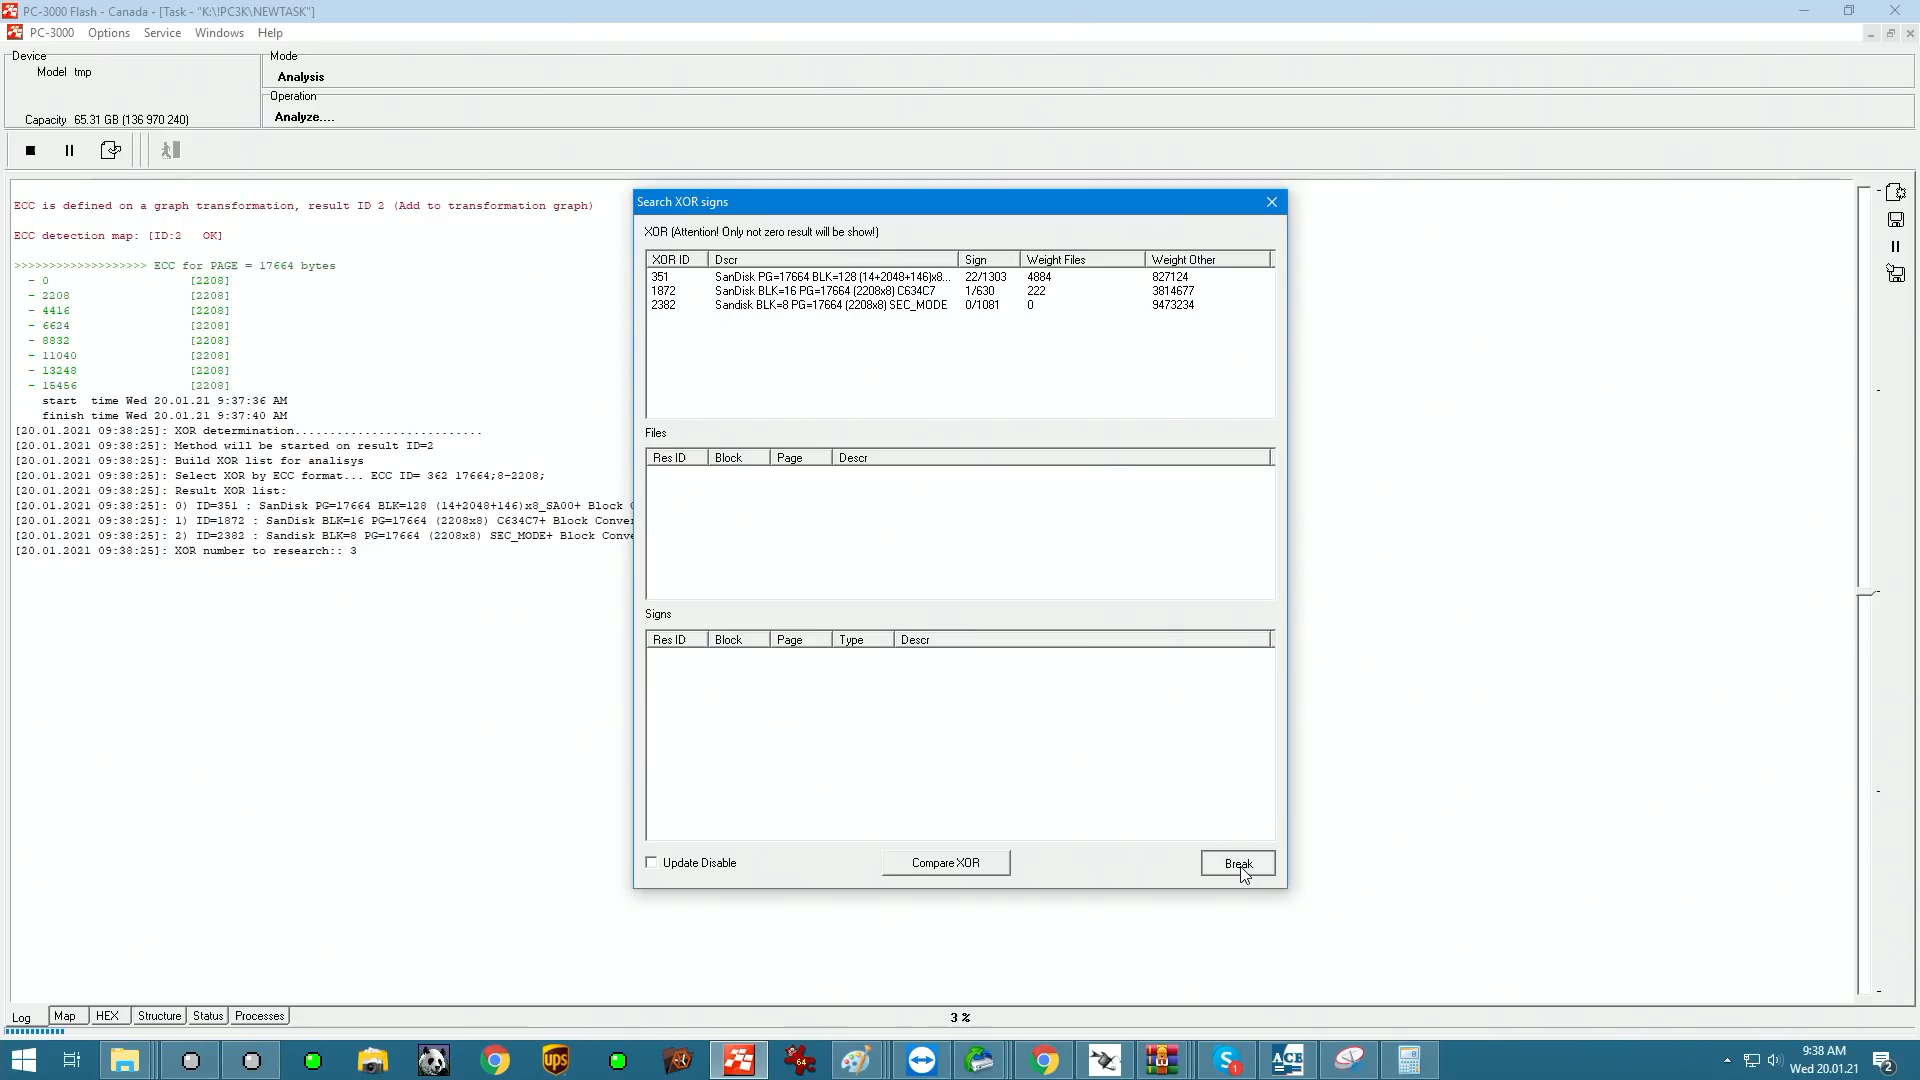 PC-3000 Flash - Canada - [Task - "K:\!PC3K\NEWTASK"]
PC-3000 Options Service Windows Help
Device
Model tmp
Capacity 65.31 GB (136 970 240)
Mode
Analysis
Operation
Analyze....
ECC is defined on a graph transformation, result ID 2 (Add to transformation graph)
ECC detection map: [ID:2 OK]
>>>>>>>>>>>>>>>>>>> ECC for PAGE = 17664 bytes
- 0 [2208]
- 2208 [2208]
- 4416 [2208]
- 6624 [2208]
- 8832 [2208]
- 11040 [2208]
- 13248 [2208]
- 15456 [2208]
start time Wed 20.01.21 9:37:36 AM
finish time Wed 20.01.21 9:37:40 AM
[20.01.2021 09:38:25]: XOR determination..........................
[20.01.2021 09:38:25]: Method will be started on result ID=2
[20.01.2021 09:38:25]: Build XOR list for analisys
[20.01.2021 09:38:25]: Select XOR by ECC format... ECC ID= 362 17664;8-2208;
[20.01.2021 09:38:25]: Result XOR list:
[20.01.2021 09:38:25]: 0) ID=351 : SanDisk PG=17664 BLK=128 (14+2048+146)x8_SA00+ Block
[20.01.2021 09:38:25]: 1) ID=1872 : SanDisk BLK=16 PG=17664 (2208x8) C634C7+ Block Conver
[20.01.2021 09:38:25]: 2) ID=2382 : Sandisk BLK=8 PG=17664 (2208x8) SEC_MODE+ Block Conve
[20.01.2021 09:38:25]: XOR number to research:: 3
Search XOR signs
XOR (Attention! Only not zero result will be show!)
XOR ID Dscr Sign Weight Files Weight Other
351 SanDisk PG=17664 BLK=128 (14+2048+146)x8... 22/1303 4884 827124
1872 SanDisk BLK=16 PG=17664 (2208x8) C634C7 1/630 222 3814677
2382 Sandisk BLK=8 PG=17664 (2208x8) SEC_MODE 0/1081 0 9473234
Files
Res ID Block Page Descr
Signs
Res ID Block Page Type Descr
Update Disable Compare XOR Break
Log Map HEX Structure Status Processes
3 %
ups
64
S 1
ACE
9:38 AM
Wed 20.01.21
2